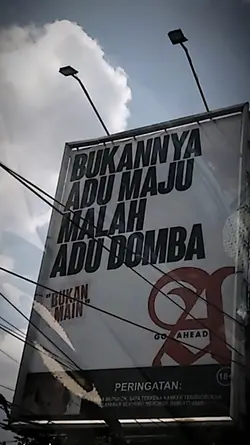 BUKANNYA
ADU MAJU
MALAH
ADU DOMBA
"BUKAN
MAIN"
GO AHEAD
18+
PERINGATAN: